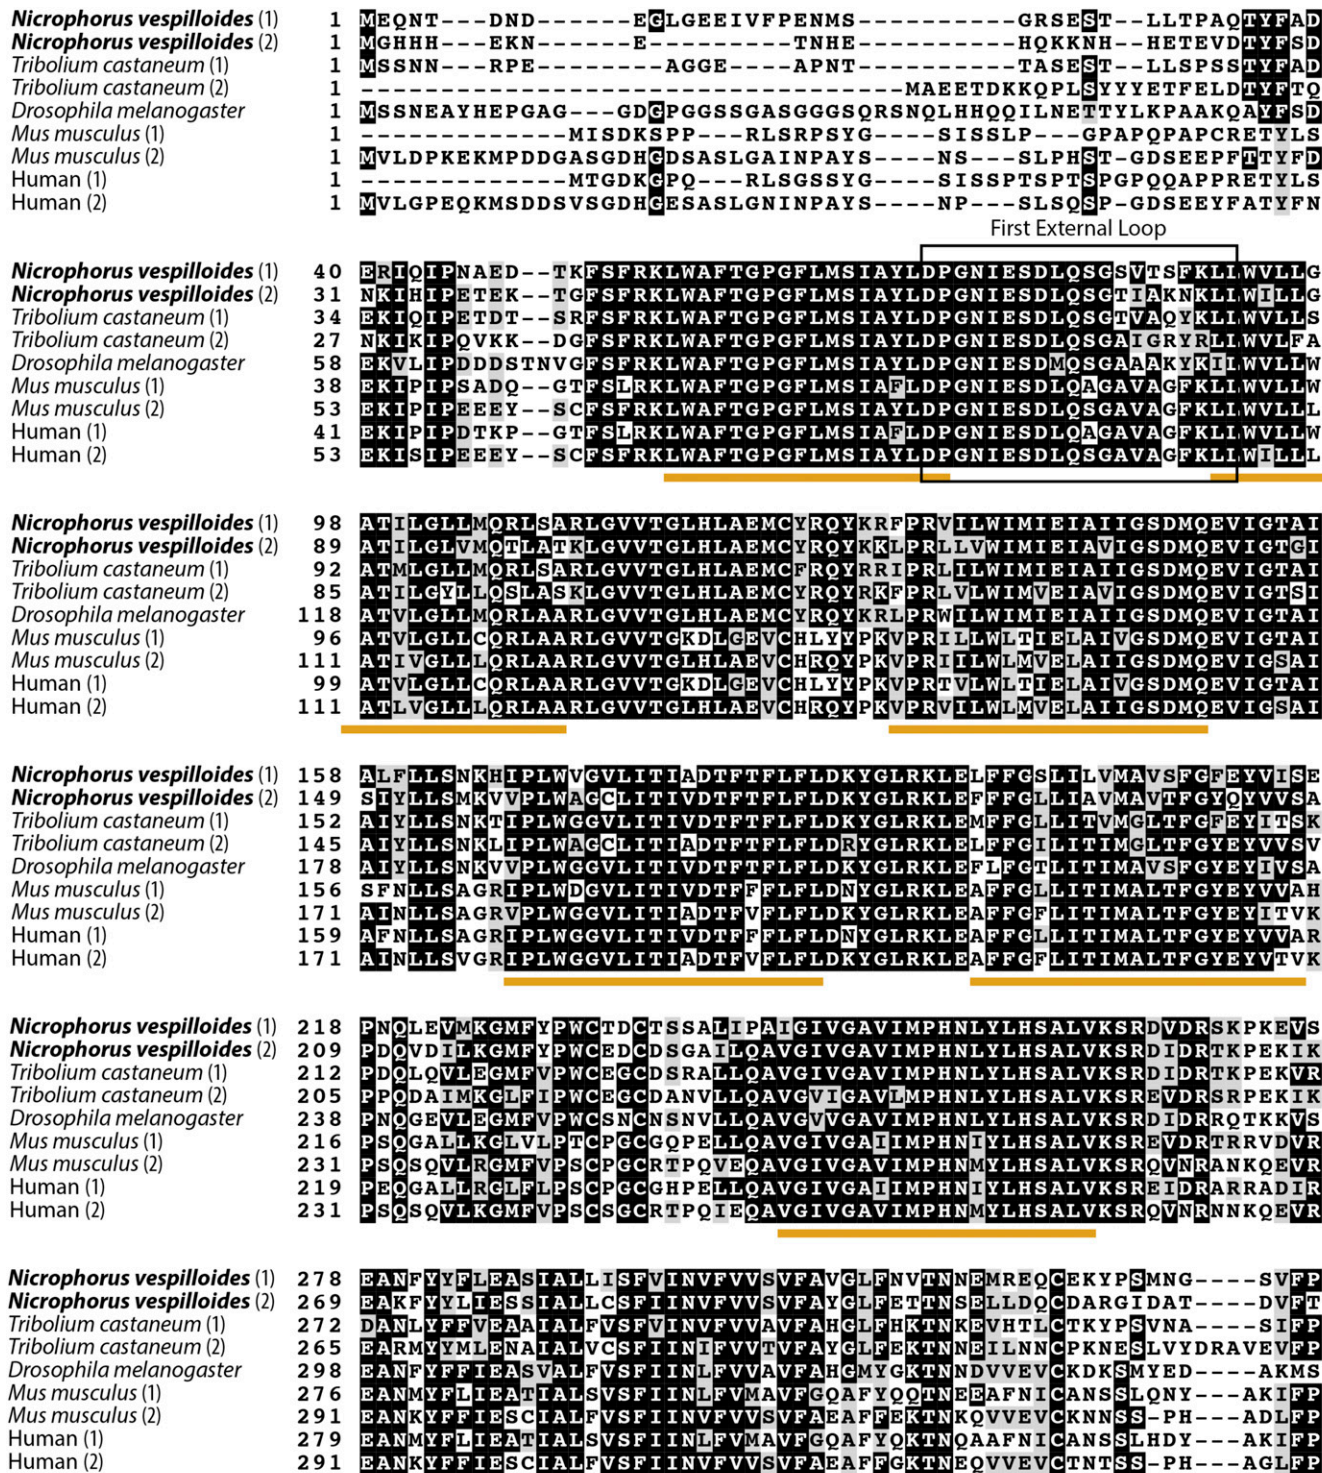 Nicrophorus vespilloides (1) 1 MEQNT---DND------EGLGEEIVFPENMS-----------GRSEST--LLTPAQTYFAD
Nicrophorus vespilloides (2) 1 MGHHH---EKN------E---------TNHE-----------HQKKNH--HETEVDTYFSD
Tribolium castaneum (1) 1 MSSNN---RPE--------AGGE---APNT-----------TASEST--LLSPSSTYFAD
Tribolium castaneum (2) 1 ----------------------------------MAEETDKKQPLSYYYETFELDTYFTQ
Drosophila melanogaster 1 MSSNEAYHEPGAG---GDGPGGSSGASGGGSQRSNQLHHQQILNETTYLKPAAKQAYFSD
Mus musculus (1) 1 -------------MISDKSPP---RLSRPSYG-----SISSLP---GPAPQPAPCRETYLS
Mus musculus (2) 1 MVLDPKEKMPDDGASGDHGDSASLGAINPAYS-----NS---SLPHST-GDSEEPFTTYFD
Human (1) 1 -------------MTGDKGPQ---RLSGSSYG-----SISSPTSPTSPGPQQAPPRETYLS
Human (2) 1 MVLGPEQKMSDDSVSGDHGESASLGNINPAYS-----NP---SLSQSP-GDSEEYFATYFN
First External Loop
Nicrophorus vespilloides (1) 40 ERIQIPNAED--TKFSFRKLWAFTGPGFLMSIAYLDPGNIESDLQSGSVTSFKLLWVLLG
Nicrophorus vespilloides (2) 31 NKIHIPETEK--TGFSFRKLWAFTGPGFLMSIAYLDPGNIESDLQSGTIAKNKLLWILLG
Tribolium castaneum (1) 34 EKIQIPETDT--SRFSFRKLWAFTGPGFLMSIAYLDPGNIESDLQSGTVAQYKLLWVLLS
Tribolium castaneum (2) 27 NKIKIPQVKK--DGFSFRKLWAFTGPGFLMSIAYLDPGNIESDLQSGAIGRYRLLWVLFA
Drosophila melanogaster 58 EKVLIPDDDSTNVGFSFRKLWAFTGPGFLMSIAYLDPGNIESDMQSGAAAKYKILWVLLW
Mus musculus (1) 38 EKIPIPSADQ--GTFSLRKLWAFTGPGFLMSIAFLDPGNIESDLQAGAVAGFKLLWVLLW
Mus musculus (2) 53 EKIPIPEEEY--SCFSFRKLWAFTGPGFLMSIAYLDPGNIESDLQSGAVAGFKLLWVLLL
Human (1) 41 EKIPIPDTKP--GTFSLRKLWAFTGPGFLMSIAFLDPGNIESDLQAGAVAGFKLLWVLLW
Human (2) 53 EKISIPEEEY--SCFSFRKLWAFTGPGFLMSIAYLDPGNIESDLQSGAVAGFKLLWILLL
Nicrophorus vespilloides (1) 98 ATILGLLMQRLSARLGVVTGLHLAEMCYRQYKRFPRVILWIMIEIAIIGSDMQEVIGTAI
Nicrophorus vespilloides (2) 89 ATILGLVMQTLATKLGVVTGLHLAEMCYRQYKKLPRLLVWIMIEIAVIGSDMQEVIGTGI
Tribolium castaneum (1) 92 ATMLGLLMQRLSARLGVVTGLHLAEMCFRQYRRIPRLILWIMIEIAIIGSDMQEVIGTAI
Tribolium castaneum (2) 85 ATILGYLLQSLASKLGVVTGLHLAEMCYRQYRKFPRLVLWIMVEIAVIGSDMQEVIGTSI
Drosophila melanogaster 118 ATVLGLLMQRLAARLGVVTGLHLAEMCYRQYKRLPRWILWIMIEIAIIGSDMQEVIGTAI
Mus musculus (1) 96 ATVLGLLCQRLAARLGVVTGKDLGEVCHLYYPKVPRILLWLTIELAIVGSDMQEVIGTAI
Mus musculus (2) 111 ATIVGLLLQRLAARLGVVTGLHLAEVCHRQYPKVPRIILWLMVELAIIGSDMQEVIGSAI
Human (1) 99 ATVLGLLCQRLAARLGVVTGKDLGEVCHLYYPKVPRTVLWLTIELAIVGSDMQEVIGTAI
Human (2) 111 ATLVGLLLQRLAARLGVVTGLHLAEVCHRQYPKVPRVILWLMVELAIIGSDMQEVIGSAI
Nicrophorus vespilloides (1) 158 ALFLLSNKHIPLWVGVLITIADTFTFLFLDKYGLRKLELFFGSLILVMAVSFGFEYVISE
Nicrophorus vespilloides (2) 149 SIYLLSMKVVPLWAGCLITIVDTFTFLFLDKYGLRKLEFFFGLLIAVMAVTFGYQYVVSA
Tribolium castaneum (1) 152 AIYLLSNKTIPLWGGVLITIVDTFTFLFLDKYGLRKLEMFFGLLITVMGLTFGFEYITSK
Tribolium castaneum (2) 145 AIYLLSNKLIPLWAGCLITIADTFTFLFLDRYGLRKLELFFGILITIMGLTFGYEYVVSV
Drosophila melanogaster 178 AIYLLSNKVVPLWGGVLITIVDTFTFLFLDKYGLRKLEFLFGTLITIMAVSFGYEYIVSA
Mus musculus (1) 156 SFNLLSAGRIPLWDGVLITIVDTFFFLFLDNYGLRKLEAFFGLLITIMALTFGYEYVVAH
Mus musculus (2) 171 AINLLSAGRVPLWGGVLITIADTFVFLFLDKYGLRKLEAFFGFLITIMALTFGYEYITVK
Human (1) 159 AFNLLSAGRIPLWGGVLITIVDTFFFLFLDNYGLRKLEAFFGLLITIMALTFGYEYVVAR
Human (2) 171 AINLLSVGRIPLWGGVLITIADTFVFLFLDKYGLRKLEAFFGFLITIMALTFGYEYVTVK
Nicrophorus vespilloides (1) 218 PNQLEVMKGMFYPWCTDCTSSALIPAIGIVGAVIMPHNLYLHSALVKSRDVDRSKPKEVS
Nicrophorus vespilloides (2) 209 PDQVDILKGMFYPWCEDCDSGAILQAVGIVGAVIMPHNLYLHSALVKSRDIDRTKPEKIK
Tribolium castaneum (1) 212 PDQLQVLEGMFVPWCEGCDSRALLQAVGIVGAVIMPHNLYLHSALVKSRDIDRTKPEKVR
Tribolium castaneum (2) 205 PPQDAIMKGLFIPWCEGCDANVLLQAVGVIGAVLMPHNLYLHSALVKSREVDRSRPEKIK
Drosophila melanogaster 238 PNQGEVLEGMFVPWCSNCNSNVLLQAVGVVGAVIMPHNLYLHSALVKSRDIDRRQTKKVS
Mus musculus (1) 216 PSQGALLKGLVLPTCPGCGQPELLQAVGIVGAIIMPHNIYLHSALVKSREVDRTRRVDVR
Mus musculus (2) 231 PSQSQVLRGMFVPSCPGCRTPQVEQAVGIVGAVIMPHNMYLHSALVKSRQVNRANKQEVR
Human (1) 219 PEQGALLRGLFLPSCPGCGHPELLQAVGIVGAIIMPHNIYLHSALVKSREIDRARRADIR
Human (2) 231 PSQSQVLKGMFVPSCSGCRTPQIEQAVGIVGAVIMPHNMYLHSALVKSRQVNRNNKQEVR
Nicrophorus vespilloides (1) 278 EANFYYFLEASIALLISFVINVFVVSVFAVGLFNVTNNEMREQCEKYPSMNG----SVFP
Nicrophorus vespilloides (2) 269 EAKFYYLIESSIALLCSFIINVFVVSVFAYGLFETTNSELLDQCDARGIDAT----DVFT
Tribolium castaneum (1) 272 DANLYFFVEAAIALFVSFVINVFVVAVFAHGLFHKTNKEVHTLCTKYPSVNA----SIFP
Tribolium castaneum (2) 265 EARMYYMLENAIALVCSFIINIFVVTVFAYGLFEKTNNEILNNCPKNESLVYDRAVEVFP
Drosophila melanogaster 298 EANFYFFIEASVALFVSFIINLFVVAVFAHGMYGKTNNDVVEVCKDKSMYED----AKMS
Mus musculus (1) 276 EANMYFLIEATIALSVSFIINLFVMAVFGQAFYQQTNEEAFNICANSSLQNY---AKIFP
Mus musculus (2) 291 EANKYFFIESCIALFVSFIINVFVVSVFAEAFFEKTNKQVVEVCKNNSS-PH---ADLFP
Human (1) 279 EANMYFLIEATIALSVSFIINLFVMAVFGQAFYQKTNQAAFNICANSSLHDY---AKIFP
Human (2) 291 EANKYFFIESCIALFVSFIINVFVVSVFAEAFFGKTNEQVVEVCTNTSS-PH---AGLFP